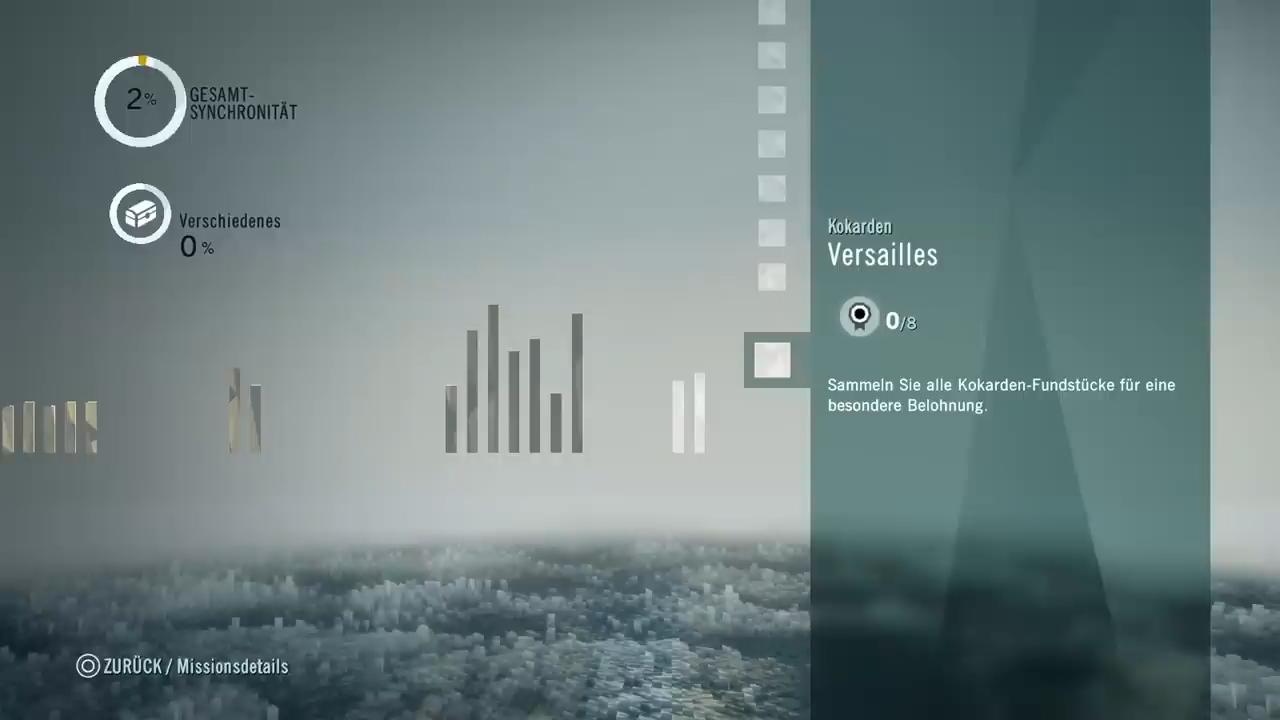 2%
GESAMT-
SYNCHRONITÄT
Verschiedenes
0 %
Kokarden
Versailles
0/8
Sammeln Sie alle Kokarden-Fundstücke für eine
besondere Belohnung.
ZURÜCK / Missionsdetails